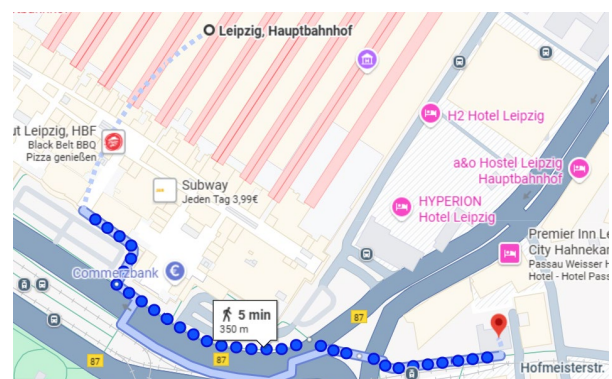 Leipzig, Hauptbahnhof
H2 Hotel Leipzig
ut Leipzig, HBF
Black Belt BBQ
Pizza genießen
a&o Hostel Leipzig
Hauptbahnhof
Subway
Jeden Tag 3,99€
HYPERION
Hotel Leipzig
Premier Inn Le
City Hahnekar
Passau Weisser H
Hotel - Hotel Pass
Commerzbank
€
5 min
350 m
87
87
87
Hofmeisterstr.